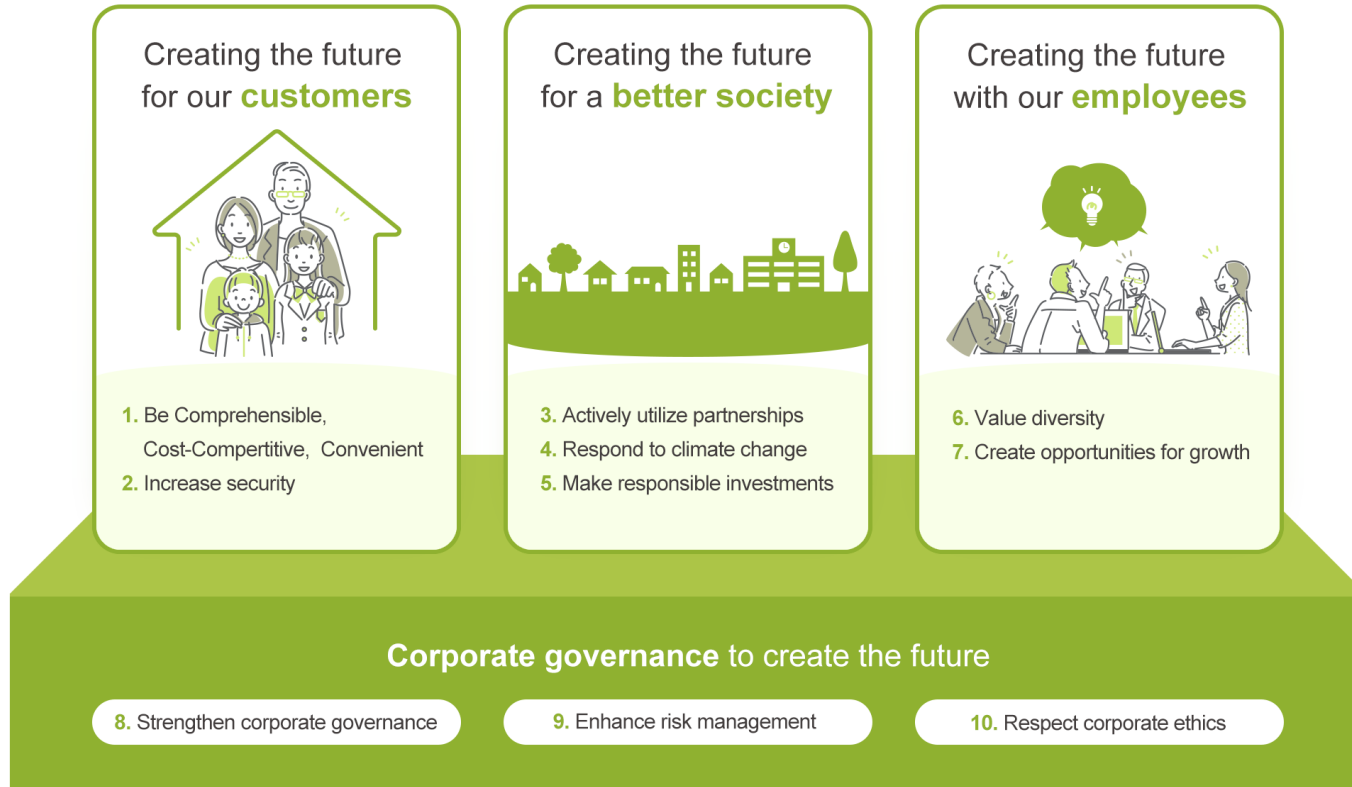 Creating the future
for our customers
1. Be Comprehensible,
Cost-Compertitive, Convenient
2. Increase security
Creating the future
for a better society
3. Actively utilize partnerships
4. Respond to climate change
5. Make responsible investments
Creating the future
with our employees
6. Value diversity
7. Create opportunities for growth
Corporate governance to create the future
8. Strengthen corporate governance
9. Enhance risk management
10. Respect corporate ethics